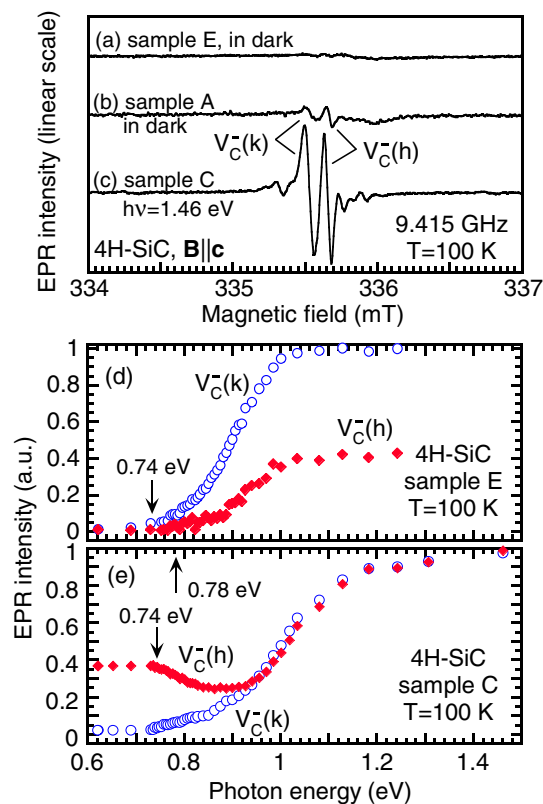 EPR intensity (linear scale)
(a) sample E, in dark
(b) sample A
in dark
V_C^-(k)
V_C^-(h)
(c) sample C
hν=1.46 eV
9.415 GHz
4H-SiC, B||c
T=100 K
334 335 336 337
Magnetic field (mT)
EPR intensity (a.u.)
1
0.8
0.6
0.4
0.2
0
(d)
V_C^-(k)
V_C^-(h)
0.74 eV
4H-SiC
sample E
T=100 K
1
0.8
0.6
0.4
0.2
0
(e)
0.78 eV
0.74 eV
V_C^-(h)
V_C^-(k)
4H-SiC
sample C
T=100 K
0.6 0.8 1 1.2 1.4
Photon energy (eV)